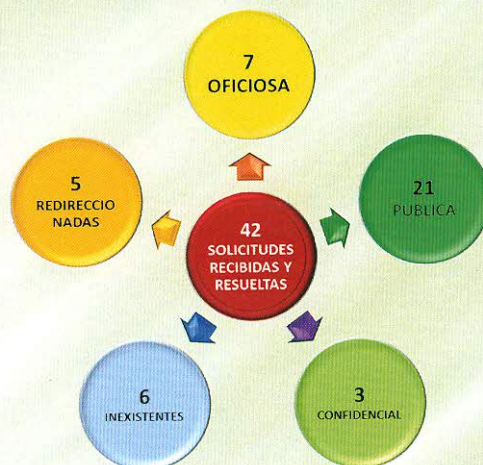 7
OFICIOSA
5
REDIRECCIO
NADAS
21
PUBLICA
42
SOLICITUDES
RECIBIDAS Y
RESUELTAS
6
INEXISTENTES
3
CONFIDENCIAL